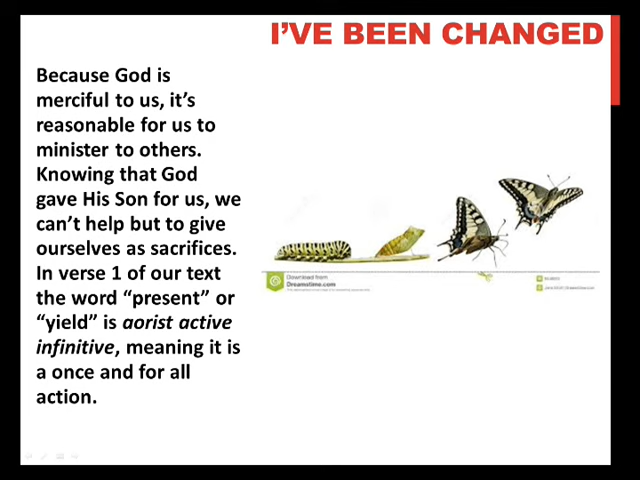 I'VE BEEN CHANGED
Because God is
merciful to us, it's
reasonable for us to
minister to others.
Knowing that God
gave His Son for us, we
can't help but to give
ourselves as sacrifices.
In verse 1 of our text
the word “present” or
“yield” is aorist active
infinitive, meaning it is
a once and for all
action.
Download from
Dreamstime.com